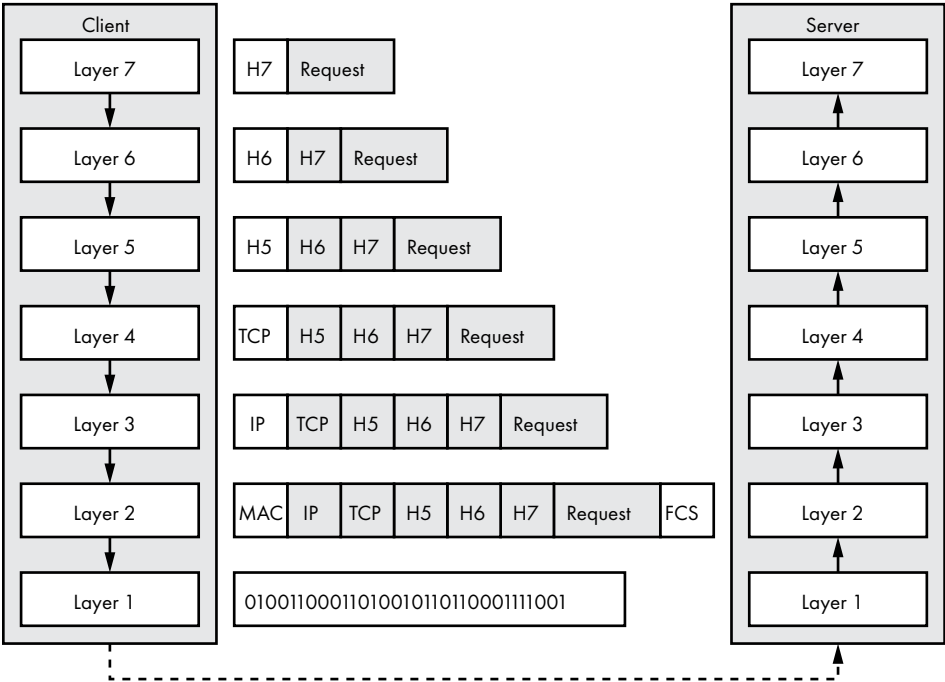 Client
Server
Layer 7
H7 Request
Layer 7
Layer 6
H6 H7 Request
Layer 6
Layer 5
H5 H6 H7 Request
Layer 5
Layer 4
TCP H5 H6 H7 Request
Layer 4
Layer 3
IP TCP H5 H6 H7 Request
Layer 3
Layer 2
MAC IP TCP H5 H6 H7 Request FCS
Layer 2
Layer 1
01001100011010010110110001111001
Layer 1